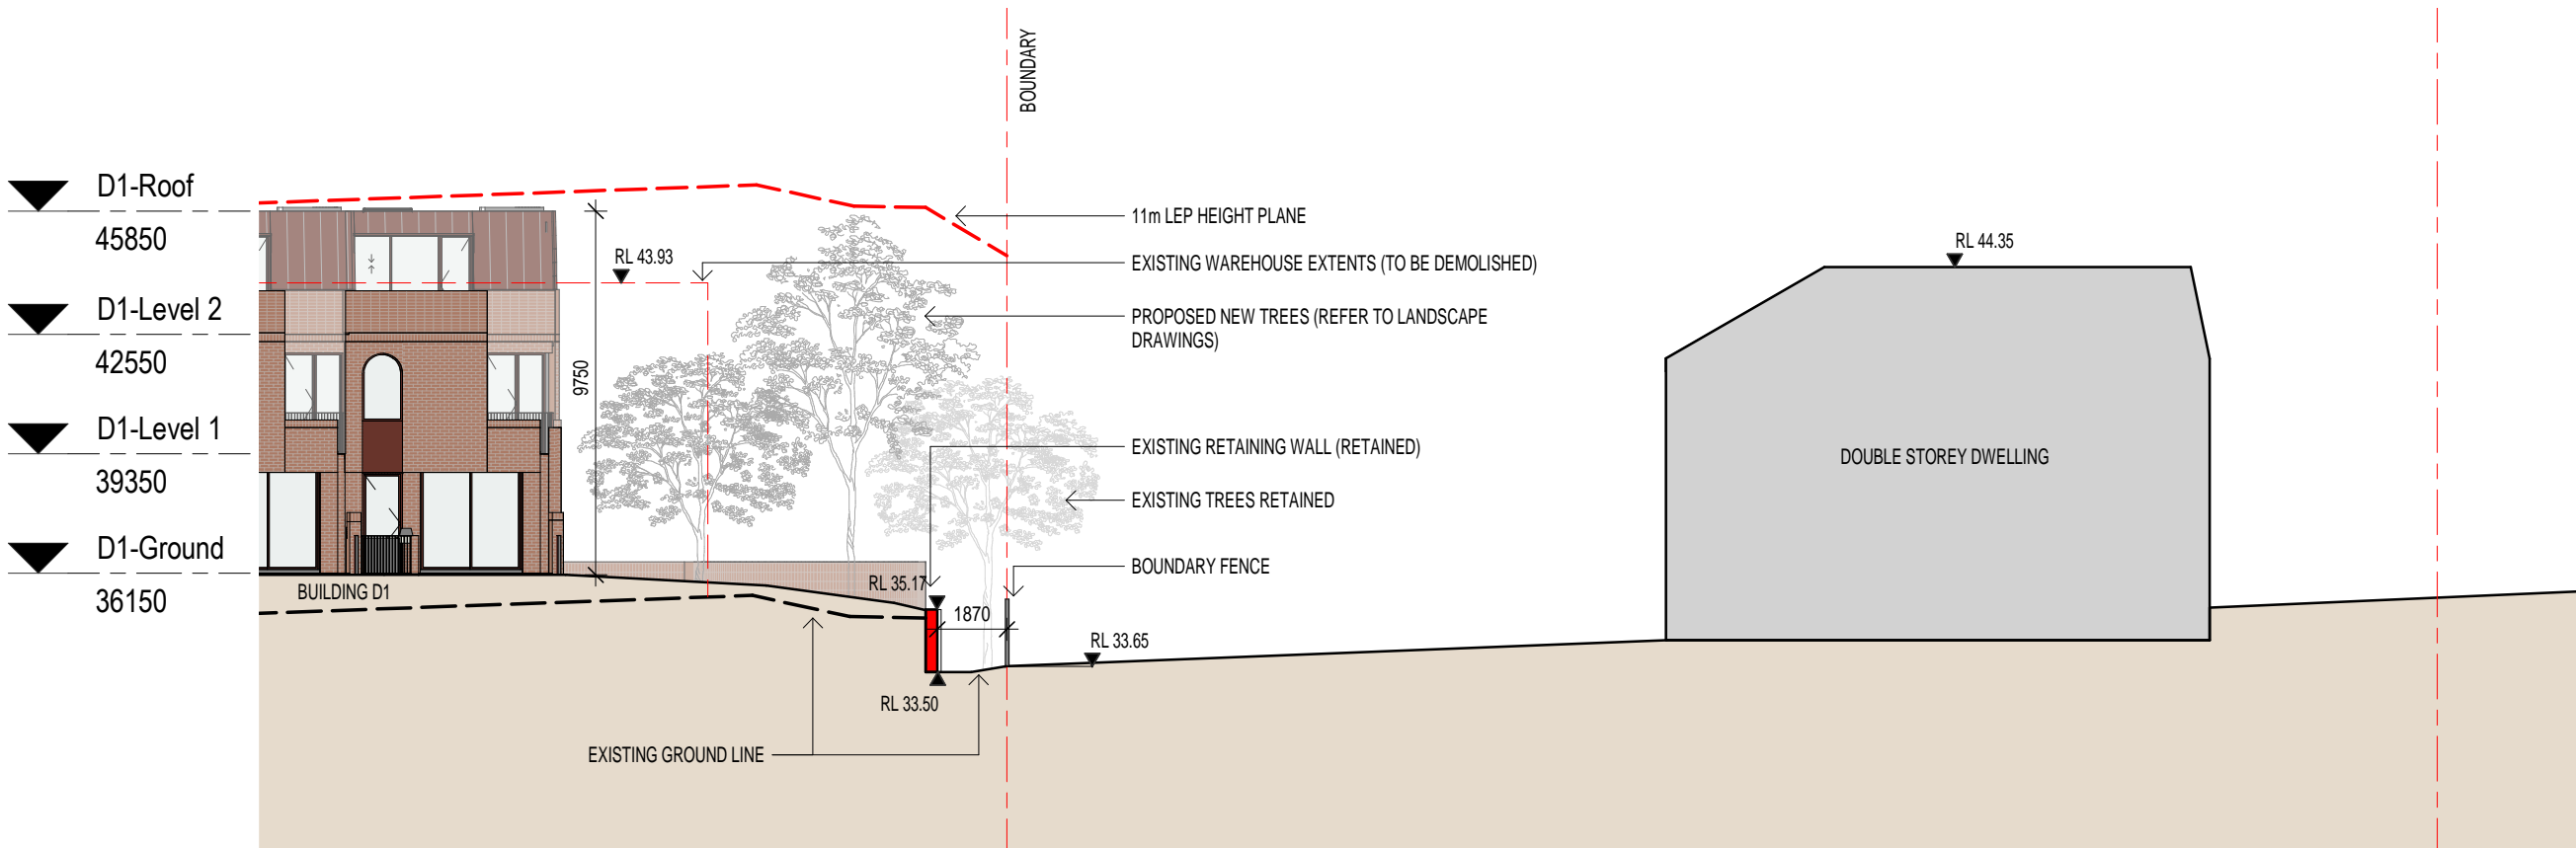 BOUNDARY
D1-Roof
45850
D1-Level 2
42550
D1-Level 1
39350
D1-Ground
36150
BUILDING D1
9750
RL 43.93
11m LEP HEIGHT PLANE
EXISTING WAREHOUSE EXTENTS (TO BE DEMOLISHED)
PROPOSED NEW TREES (REFER TO LANDSCAPE
DRAWINGS)
EXISTING RETAINING WALL (RETAINED)
EXISTING TREES RETAINED
BOUNDARY FENCE
RL 35.17
1870
RL 33.65
RL 33.50
EXISTING GROUND LINE
RL 44.35
DOUBLE STOREY DWELLING